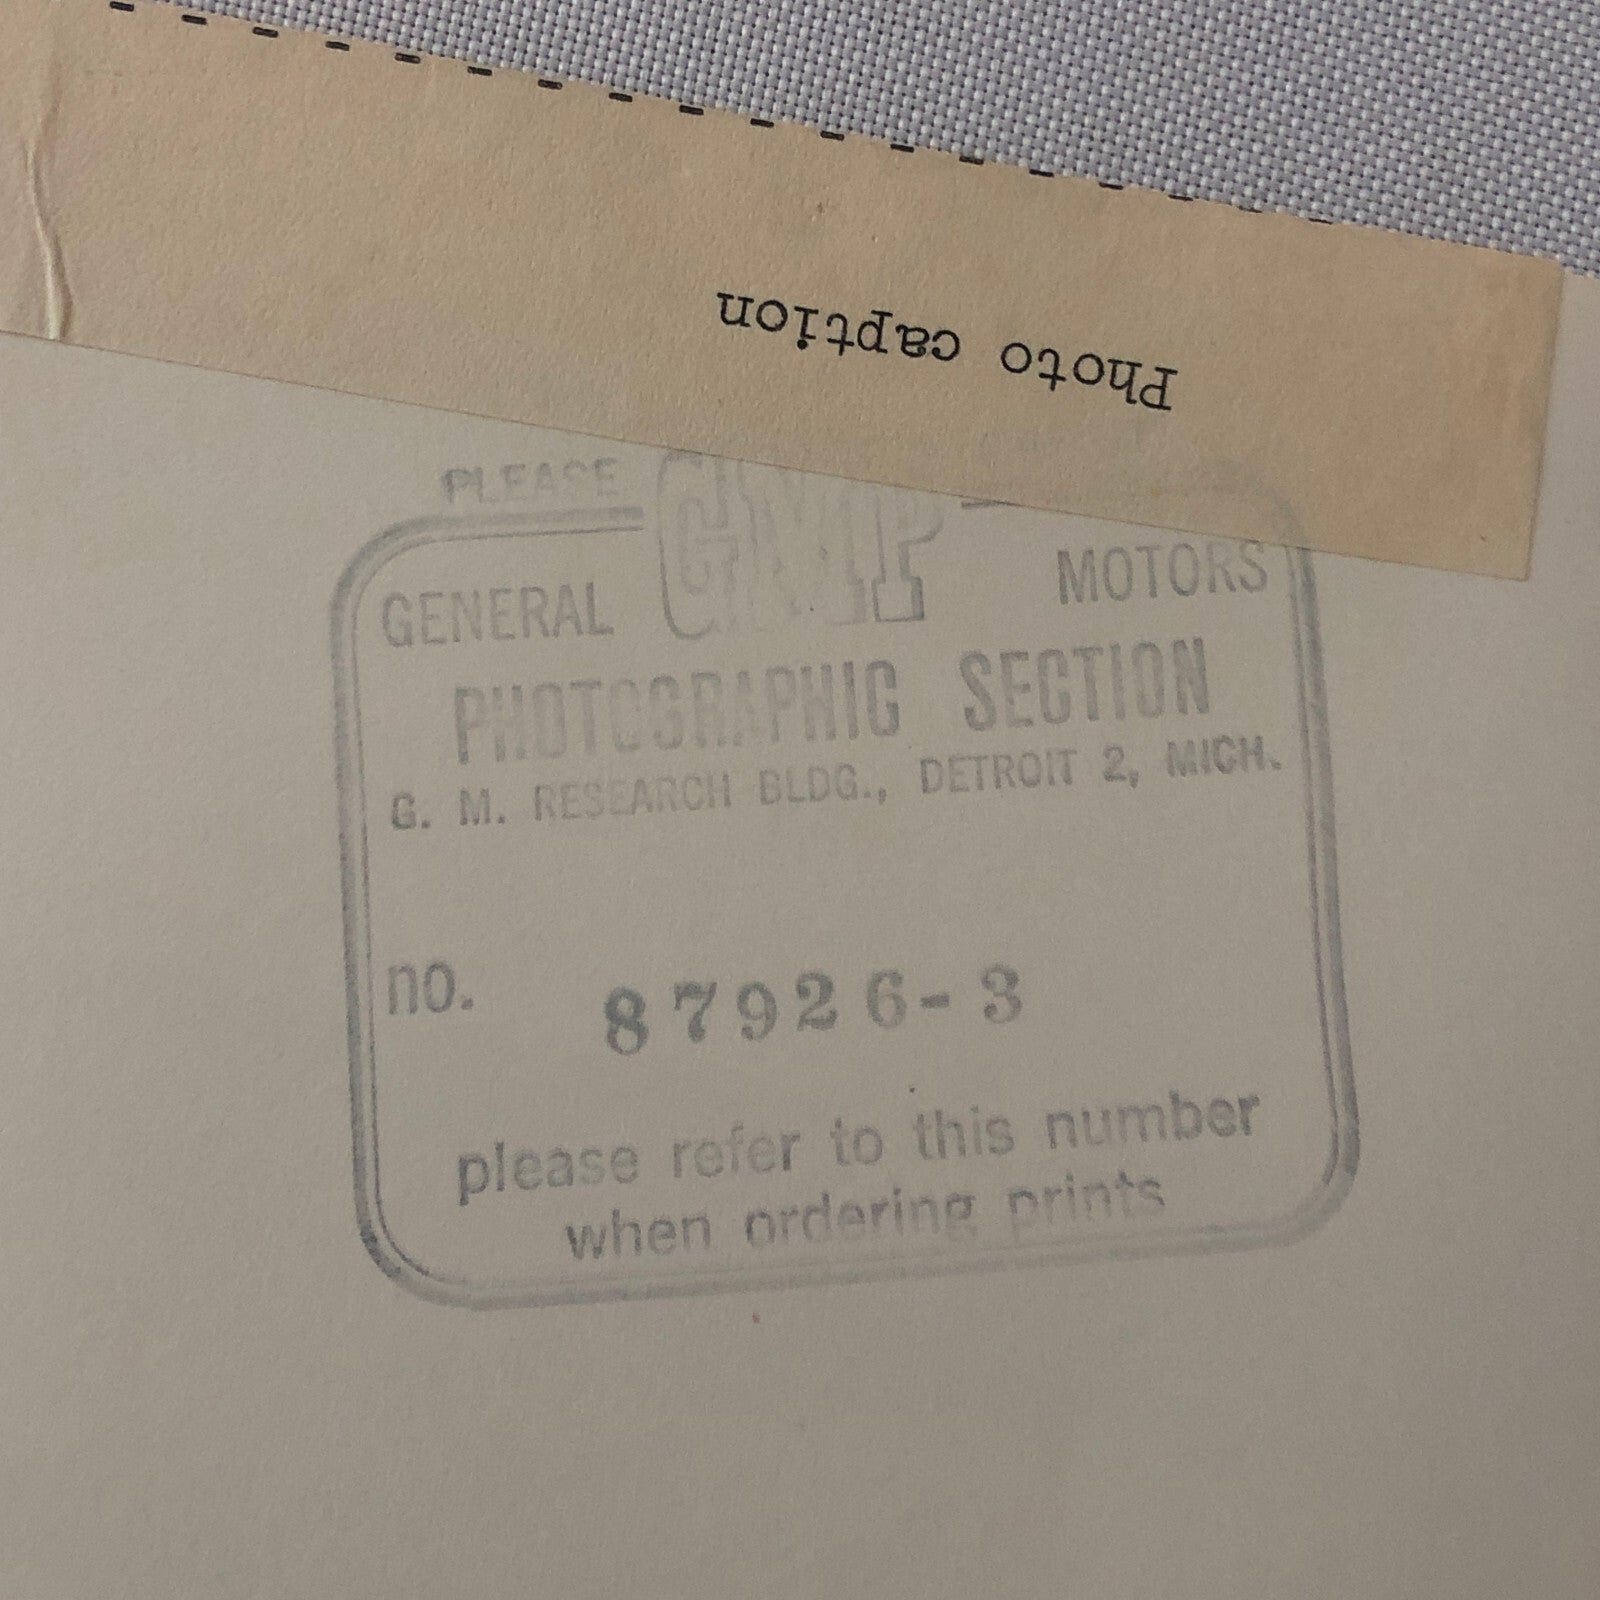 Photo caption
PLEASE
GMP
GENERAL MOTORS
PHOTOGRAPHIC SECTION
G. M. RESEARCH BLDG., DETROIT 2, MICH.
no. 87926-3
please refer to this number
when ordering prints